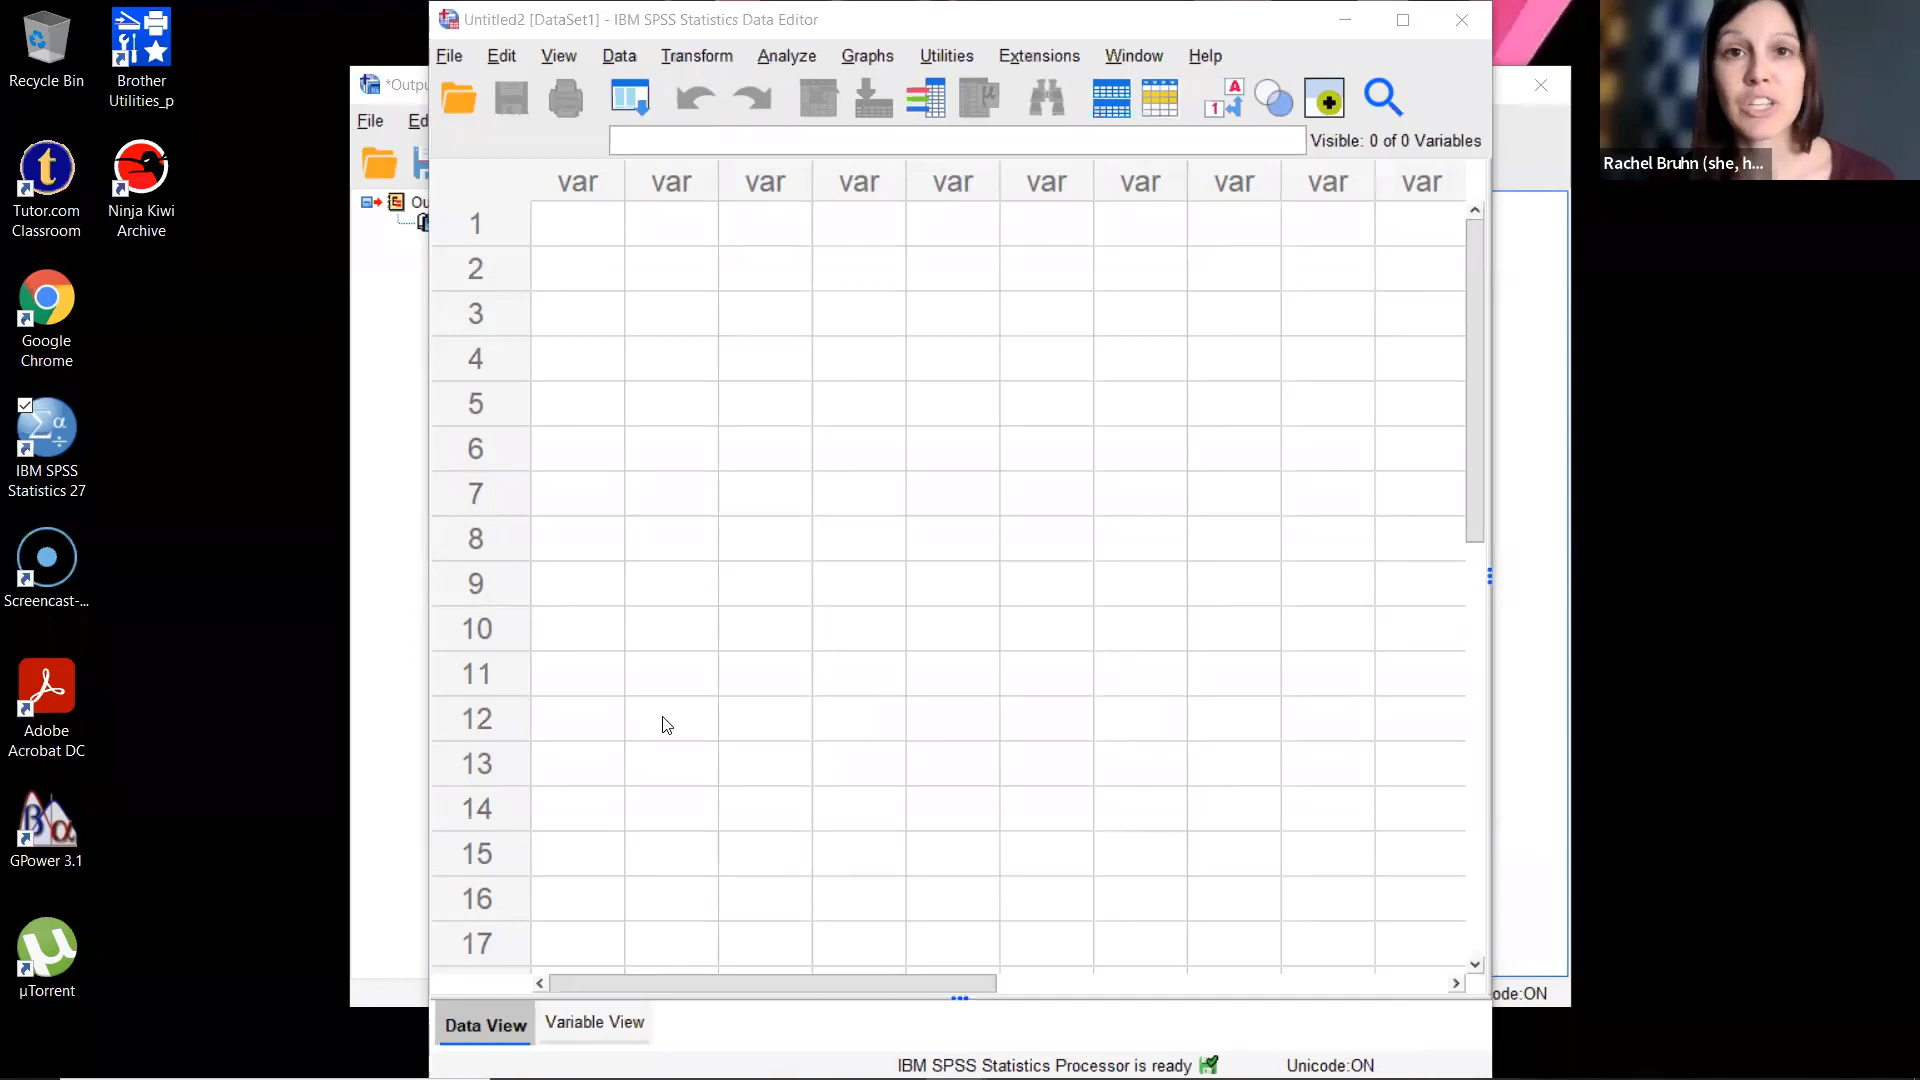 Recycle Bin
Brother
Utilities_p
Tutor.com
Classroom
Ninja Kiwi
Archive
Google
Chrome
IBM SPSS
Statistics 27
Screencast-...
Adobe
Acrobat DC
GPower 3.1
µTorrent
*Outpu
File Ed
Ou
Untitled2 [DataSet1] - IBM SPSS Statistics Data Editor
File Edit View Data Transform Analyze Graphs Utilities Extensions Window Help
Visible: 0 of 0 Variables
var var var var var var var var var var
1
2
3
4
5
6
7
8
9
10
11
12
13
14
15
16
17
Data View Variable View
IBM SPSS Statistics Processor is ready Unicode:ON
ode:ON
Rachel Bruhn (she, h...